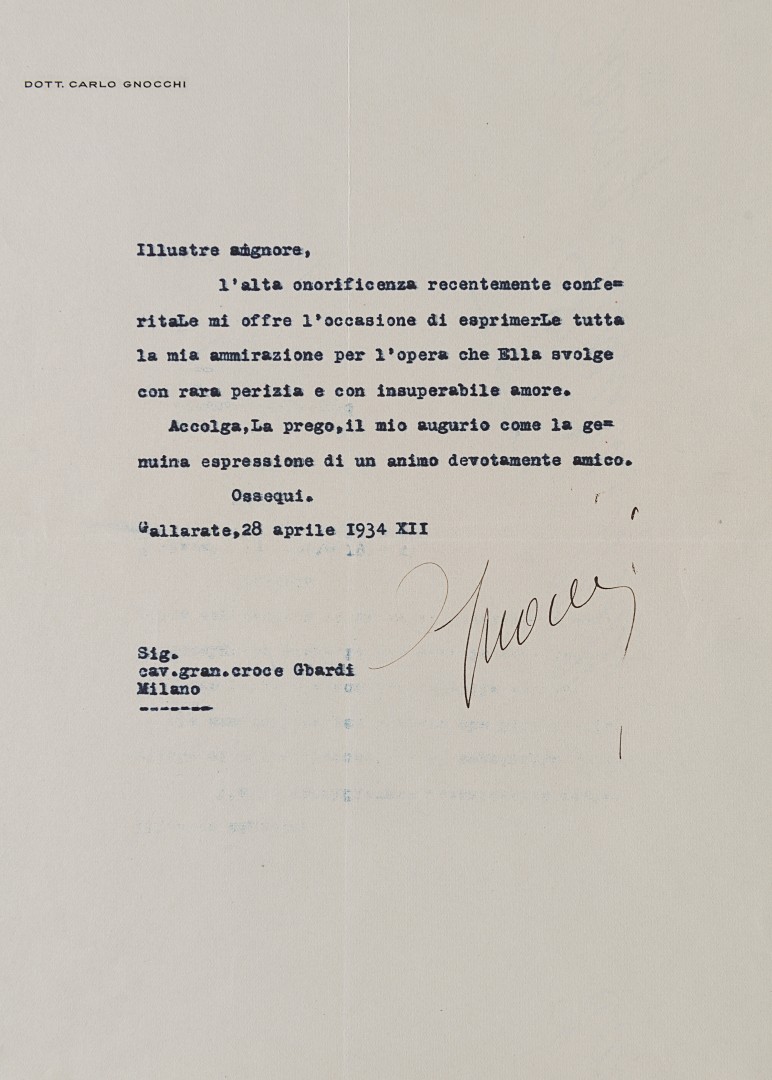 DOTT. CARLO GNOCCHI
Illustre signore,
l'alta onorificenza recentemente confe=
ritaLe mi offre l'occasione di esprimerLe tutta
la mia ammirazione per l'opera che Ella svolge
con rara perizia e con insuperabile amore.
Accolga,La prego,il mio augurio come la ge=
nuina espressione di un animo devotamente amico.
Ossequi.
Gallarate,28 aprile I934 XII
Gnocchi
Sig.
cav.gran.croce Gbardi
Milano